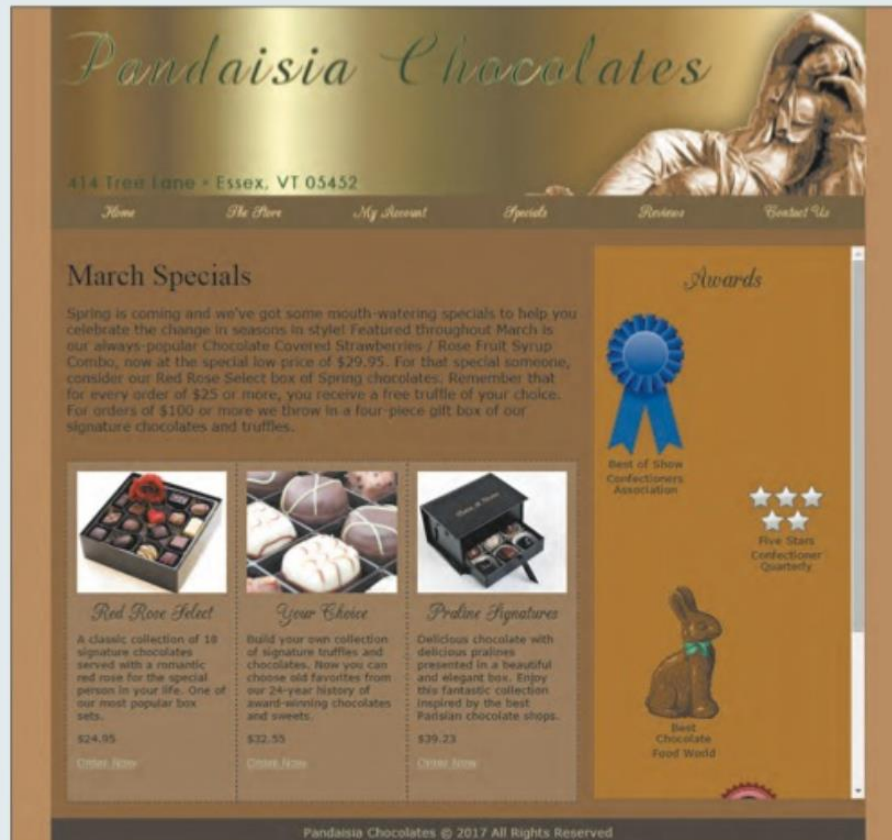 Pandaisia Chocolates
414 Tree Lane • Essex, VT 05452
Home The Store My Account Specials Reviews Contact Us
March Specials
Spring is coming and we've got some mouth-watering specials to help you
celebrate the change in seasons in style! Featured throughout March is
our always-popular Chocolate Covered Strawberries / Rose Fruit Syrup
Combo, now at the special low price of $29.95. For that special someone,
consider our Red Rose Select box of Spring chocolates. Remember that
for every order of $25 or more, you receive a free truffle of your choice.
For orders of $100 or more we throw in a four-piece gift box of our
signature chocolates and truffles.
Red Rose Select
A classic collection of 18
signature chocolates
served with a romantic
red rose for the special
person in your life. One of
our most popular box
sets.
$24.95
Order Now
Your Choice
Build your own collection
of signature truffles and
chocolates. Now you can
choose old favorites from
our 24-year history of
award-winning chocolates
and sweets.
$32.55
Order Now
Praline Signatures
Delicious chocolate with
delicious pralines
presented in a beautiful
and elegant box. Enjoy
this fantastic collection
inspired by the best
Parisian chocolate shops.
$39.23
Order Now
Awards
Best of Show
Confectioners
Association
Five Stars
Confectioner
Quarterly
Best
Chocolate
Food World
Pandaisia Chocolates © 2017 All Rights Reserved